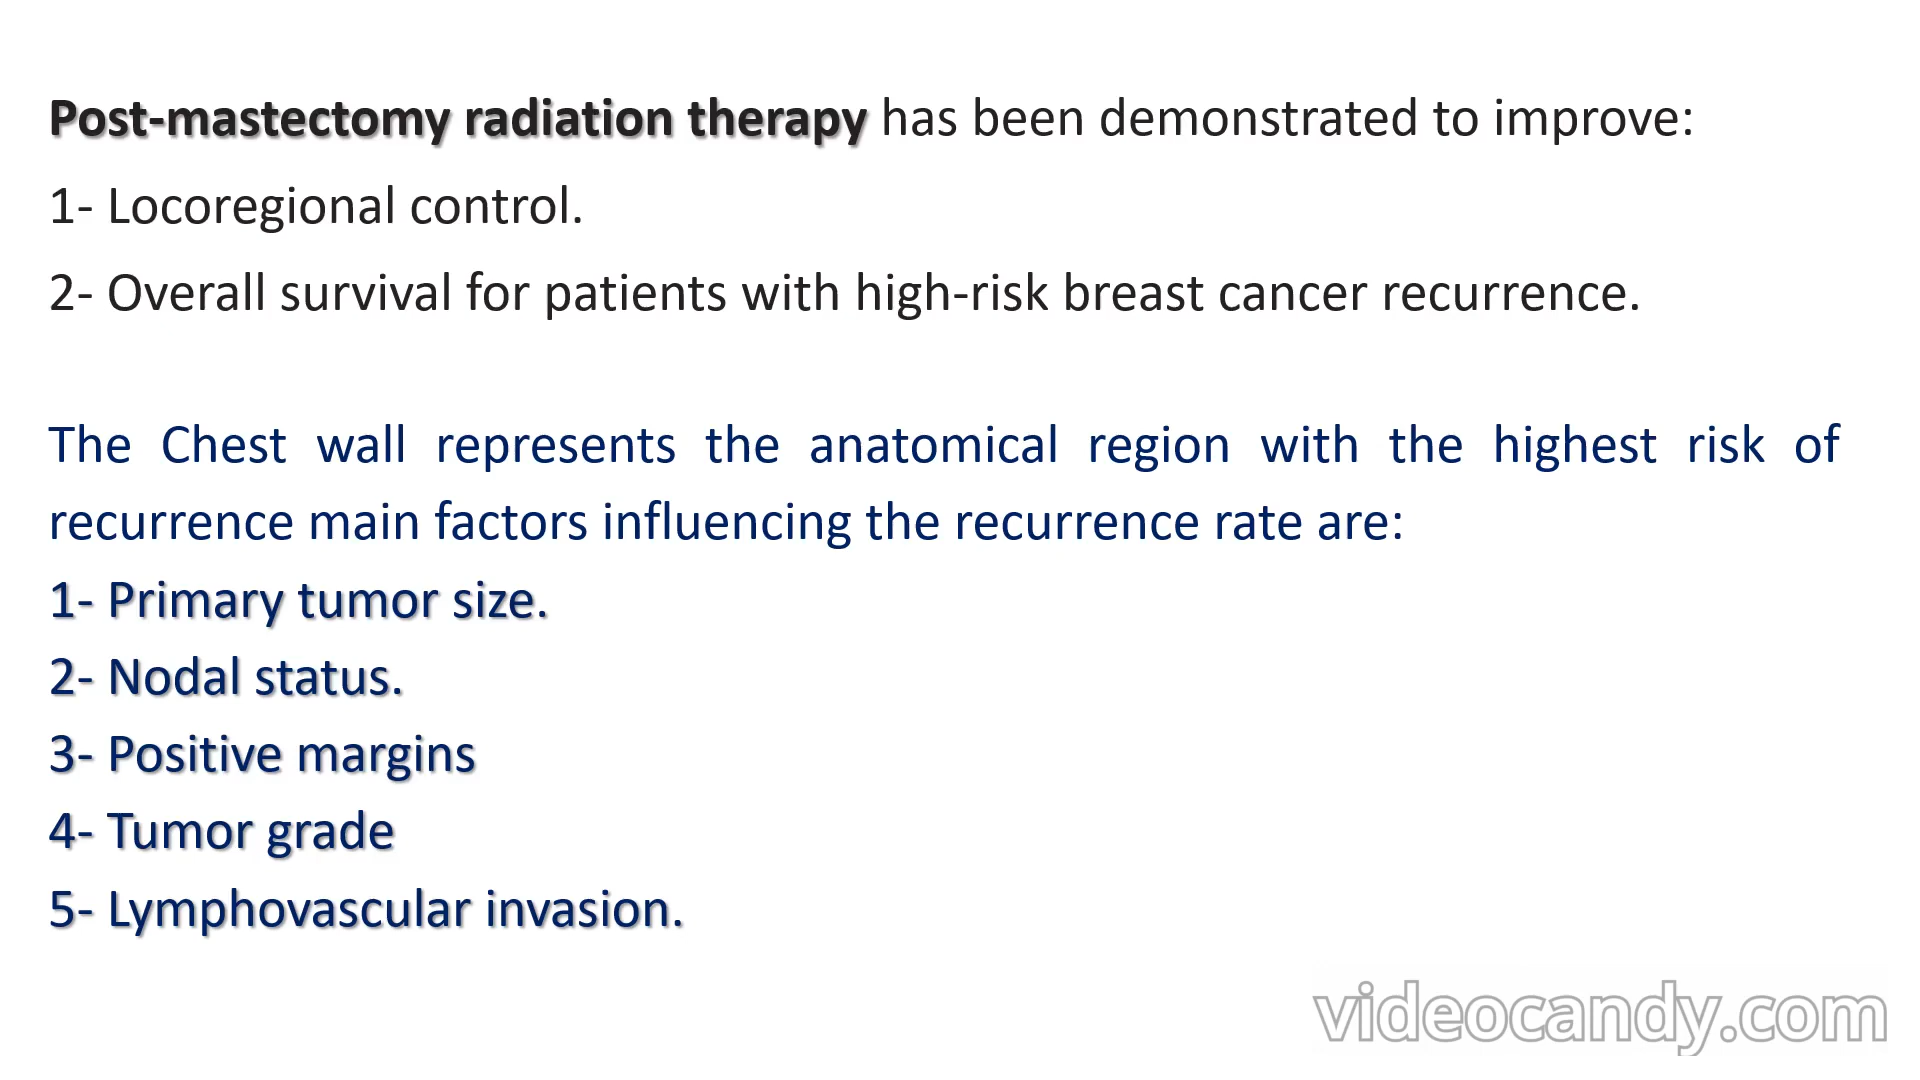 Post-mastectomy radiation therapy has been demonstrated to improve:
1- Locoregional control.
2- Overall survival for patients with high-risk breast cancer recurrence.
The Chest wall represents the anatomical region with the highest risk of
recurrence main factors influencing the recurrence rate are:
1- Primary tumor size.
2- Nodal status.
3- Positive margins
4- Tumor grade
5- Lymphovascular invasion.
videocandy.com